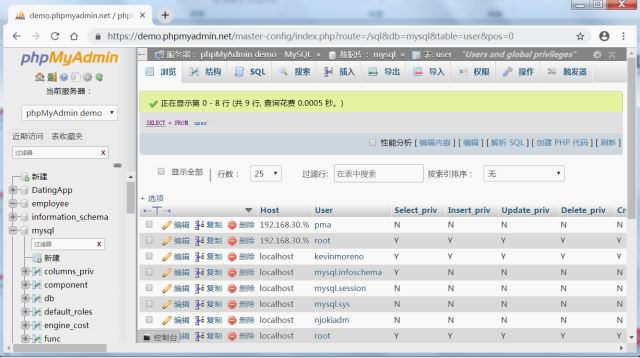 demo.phpmyadmin.net / phpM
https://demo.phpmyadmin.net/master-config/index.php?route=/sql&db=mysql&table=user&pos=0
phpMyAdmin
当前服务器：
phpMyAdmin demo
近期访问 表收藏夹
过滤器 X
新建
DatingApp
employee
information_schema
mysql
过滤器 X
新建
columns_priv
component
db
default_roles
engine_cost
func
服务器： phpMyAdmin demo - MySQL » 数据库： mysql » 表: user "Users and global privileges"
浏览 结构 SQL 搜索 插入 导出 导入 权限 操作 触发器
正在显示第 0 - 8 行 (共 9 行, 查询花费 0.0005 秒。)
SELECT * FROM `user`
性能分析 [ 编辑内嵌 ] [ 编辑 ] [ 解析 SQL ] [ 创建 PHP 代码 ] [ 刷新 ]
显示全部 行数： 25 过滤行: 在表中搜索 按索引排序： 无
+ 选项
←T→ Host User Select_priv Insert_priv Update_priv Delete_priv Cr
编辑 复制 删除 192.168.30.% pma N N N N
编辑 复制 删除 192.168.30.% root Y Y Y Y
编辑 复制 删除 localhost kevinmoreno Y Y Y Y
编辑 复制 删除 localhost mysql.infoschema Y N N N
编辑 复制 删除 localhost mysql.session N N N N
编辑 复制 删除 localhost mysql.sys N N N N
编辑 复制 删除 localhost njokiadm N N N N
控制台 复制 删除 localhost root Y Y Y Y